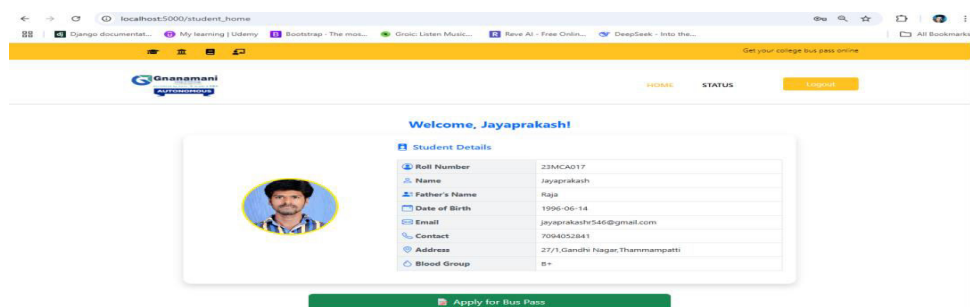 localhost:5000/student_home
Django documentat... My learning | Udemy Bootstrap · The mos... Groic: Listen Music... Reve AI - Free Onlin... DeepSeek - Into the... All Bookmarks
Get your college bus pass online
Gnanamani
AUTONOMOUS
HOME STATUS Logout
Welcome, Jayaprakash!
Student Details
Roll Number 23MCA017
Name Jayaprakash
Father's Name Raja
Date of Birth 1996-06-14
Email jayaprakashr546@gmail.com
Contact 7094052841
Address 27/1,Gandhi Nagar,Thammampatti
Blood Group B+
Apply for Bus Pass